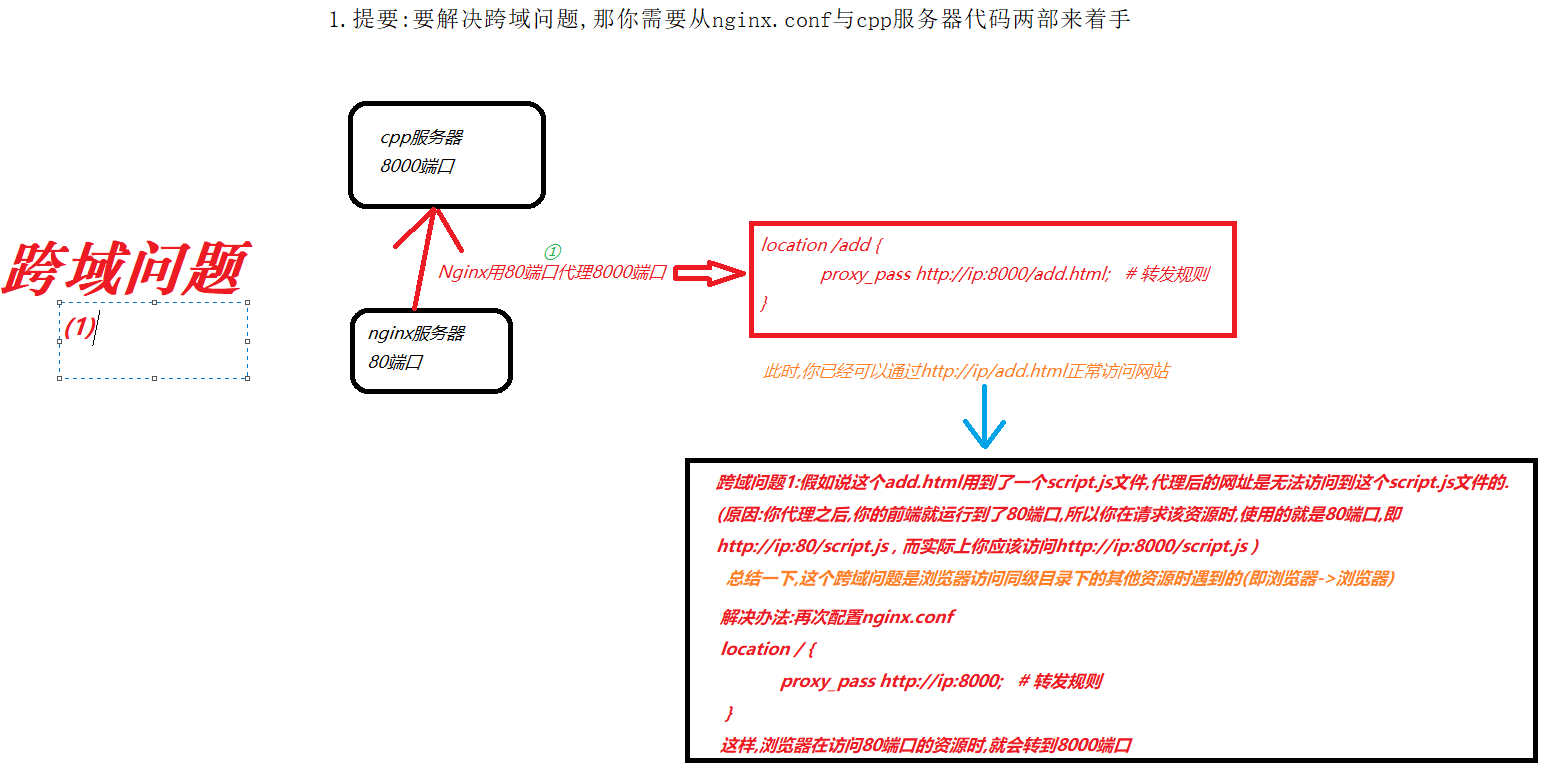 1.提要:要解决跨域问题,那你需要从nginx.conf与cpp服务器代码两部来着手
cpp服务器
8000端口
跨域问题
(1)
①
Nginx用80端口代理8000端口
nginx服务器
80端口
location /add {
proxy_pass http://ip:8000/add.html; # 转发规则
}
此时,你已经可以通过http://ip/add.html正常访问网站
跨域问题1:假如说这个add.html用到了一个script.js文件,代理后的网址是无法访问到这个script.js文件的.
(原因:你代理之后,你的前端就运行到了80端口,所以你在请求该资源时,使用的就是80端口,即
http://ip:80/script.js , 而实际上你应该访问http://ip:8000/script.js )
总结一下,这个跨域问题是浏览器访问同级目录下的其他资源时遇到的(即浏览器->浏览器)
解决办法:再次配置nginx.conf
location / {
proxy_pass http://ip:8000; # 转发规则
}
这样,浏览器在访问80端口的资源时,就会转到8000端口